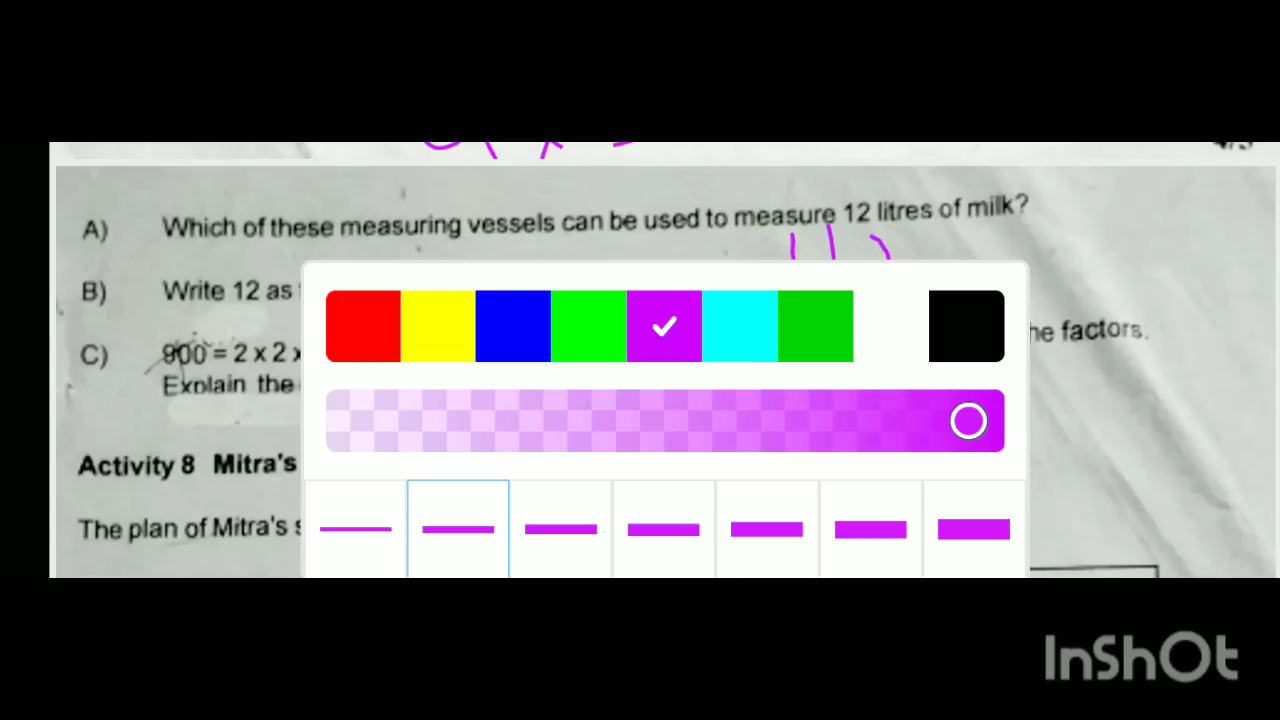 A) Which of these measuring vessels can be used to measure 12 litres of milk?
B) Write 12 as
he factors.
C) 900 = 2 x 2 x
Explain the
Activity 8 Mitra's
The plan of Mitra's s
InShOt